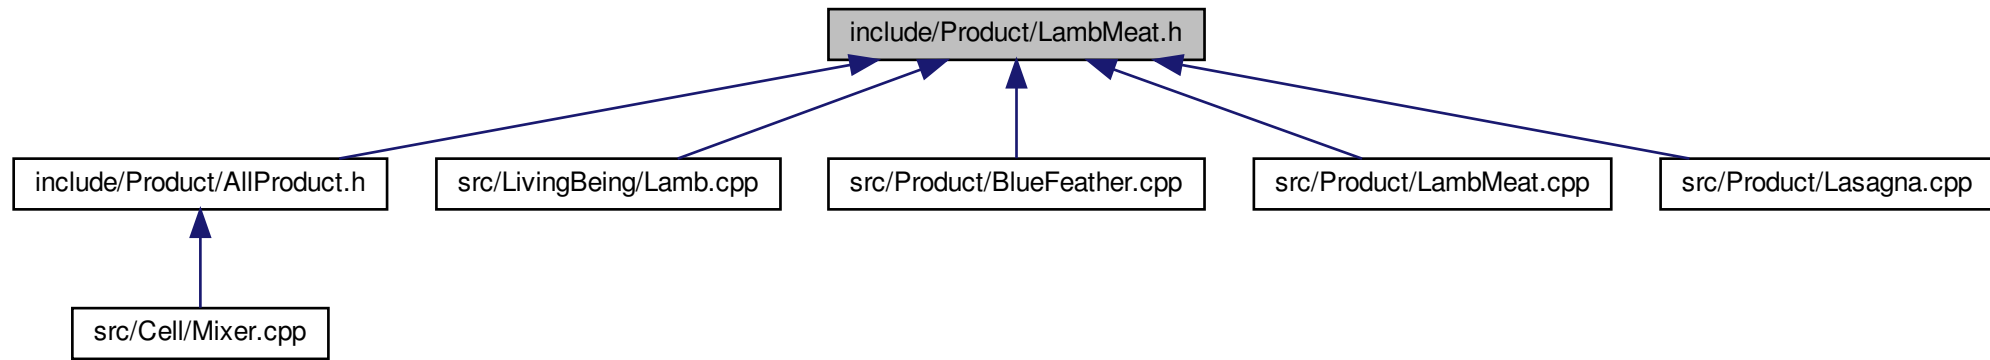 include/Product/LambMeat.h
include/Product/AllProduct.h
src/LivingBeing/Lamb.cpp
src/Product/BlueFeather.cpp
src/Product/LambMeat.cpp
src/Product/Lasagna.cpp
src/Cell/Mixer.cpp